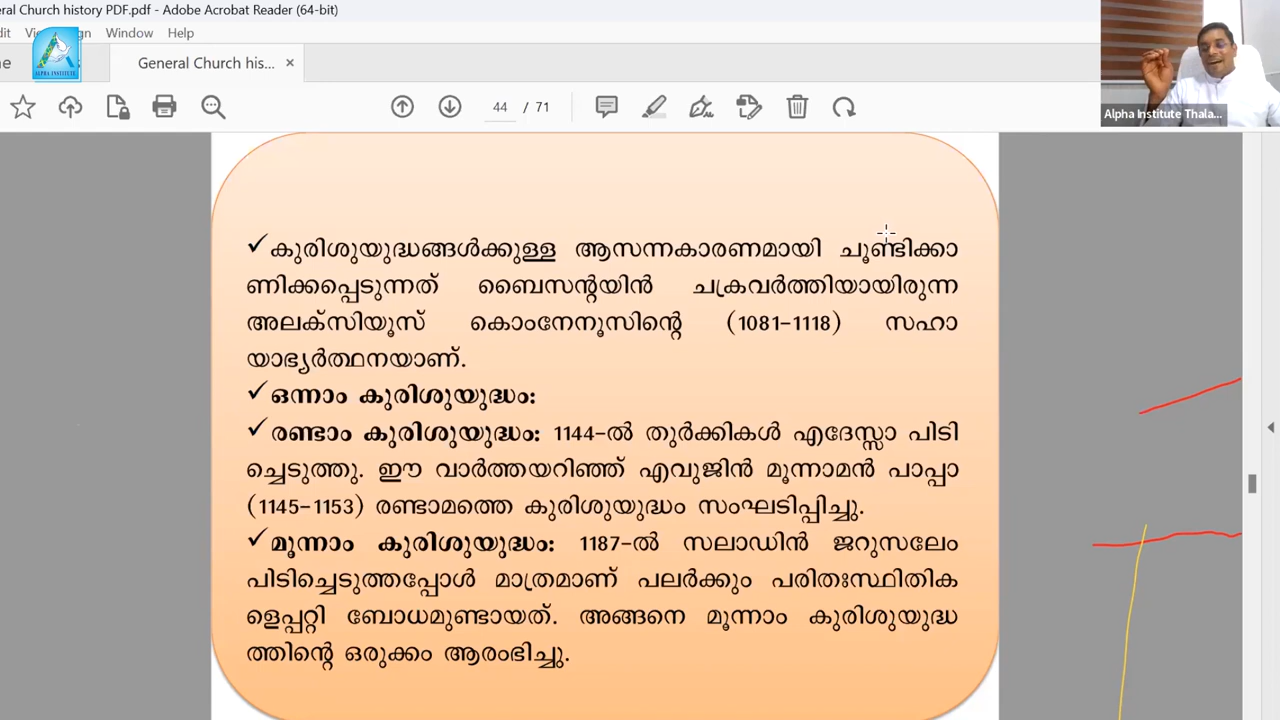 eral Church history PDF.pdf - Adobe Acrobat Reader (64-bit)
Window Help
ALPHA INSTITUTE
General Church his... ×
44 / 71
Alpha Institute Thala...
✓കുരിശുയുദ്ധങ്ങൾക്കുള്ള ആസന്നകാരണമായി ചൂണ്ടിക്കാ
ണിക്കപ്പെടുന്നത് ബൈസന്റയിൻ ചക്രവർത്തിയായിരുന്ന
അലക്സിയൂസ് കൊംനേനൂസിന്റെ (1081-1118) സഹാ
യാഭ്യർത്ഥനയാണ്.
✓ഒന്നാം കുരിശുയുദ്ധം:
✓രണ്ടാം കുരിശുയുദ്ധം: 1144-ൽ തുർക്കികൾ എദേസ്സാ പിടി
ച്ചെടുത്തു. ഈ വാർത്തയറിഞ്ഞ് എവുജിൻ മൂന്നാമൻ പാപ്പാ
(1145-1153) രണ്ടാമത്തെ കുരിശുയുദ്ധം സംഘടിപ്പിച്ചു.
✓മൂന്നാം കുരിശുയുദ്ധം: 1187-ൽ സലാഡിൻ ജറുസലേം
പിടിച്ചെടുത്തപ്പോൾ മാത്രമാണ് പലർക്കും പരിതഃസ്ഥിതിക
ളെപ്പറ്റി ബോധമുണ്ടായത്. അങ്ങനെ മൂന്നാം കുരിശുയുദ്ധ
ത്തിന്റെ ഒരുക്കം ആരംഭിച്ചു.